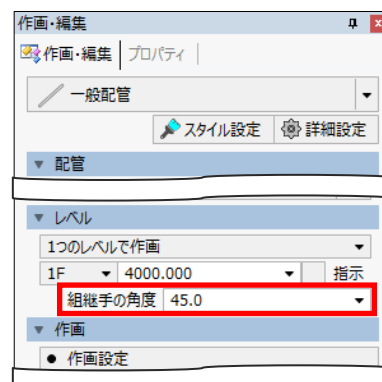 作画・編集
作画・編集 プロパティ
一般配管
スタイル設定 詳細設定
配管
レベル
1つのレベルで作画
1F 4000.000 指示
組継手の角度 45.0
作画
作画設定